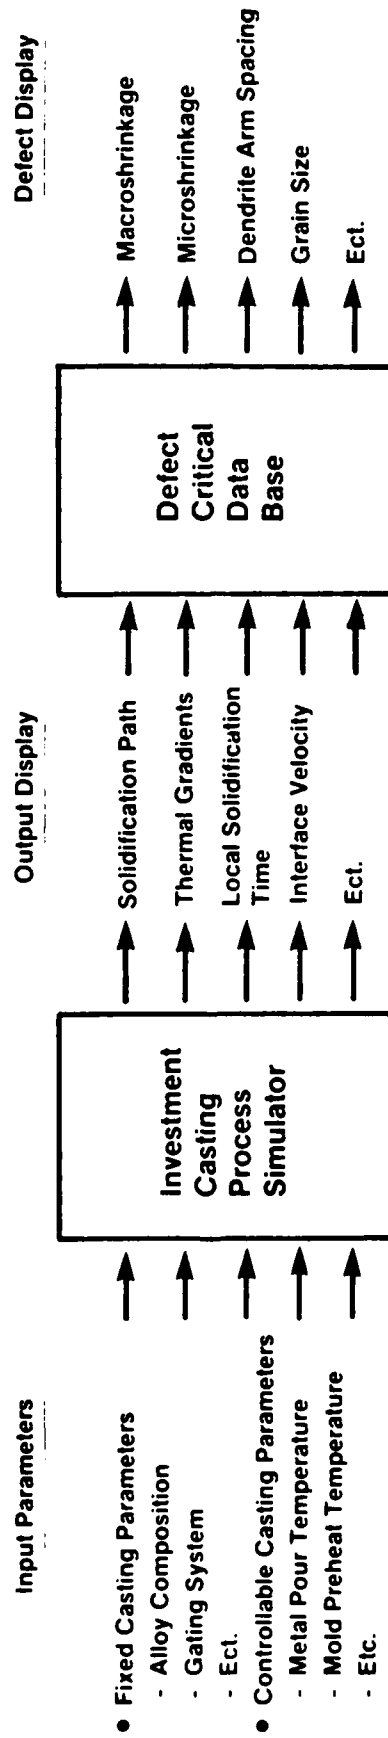 Input Parameters
● Fixed Casting Parameters
- Alloy Composition
- Gating System
- Ect.
● Controllable Casting Parameters
- Metal Pour Temperature
- Mold Preheat Temperature
- Etc.
Investment
Casting
Process
Simulator
Output Display
Solidification Path
Thermal Gradients
Local Solidification
Time
Interface Velocity
Ect.
Defect
Critical
Data
Base
Defect Display
Macroshrinkage
Microshrinkage
Dendrite Arm Spacing
Grain Size
Ect.